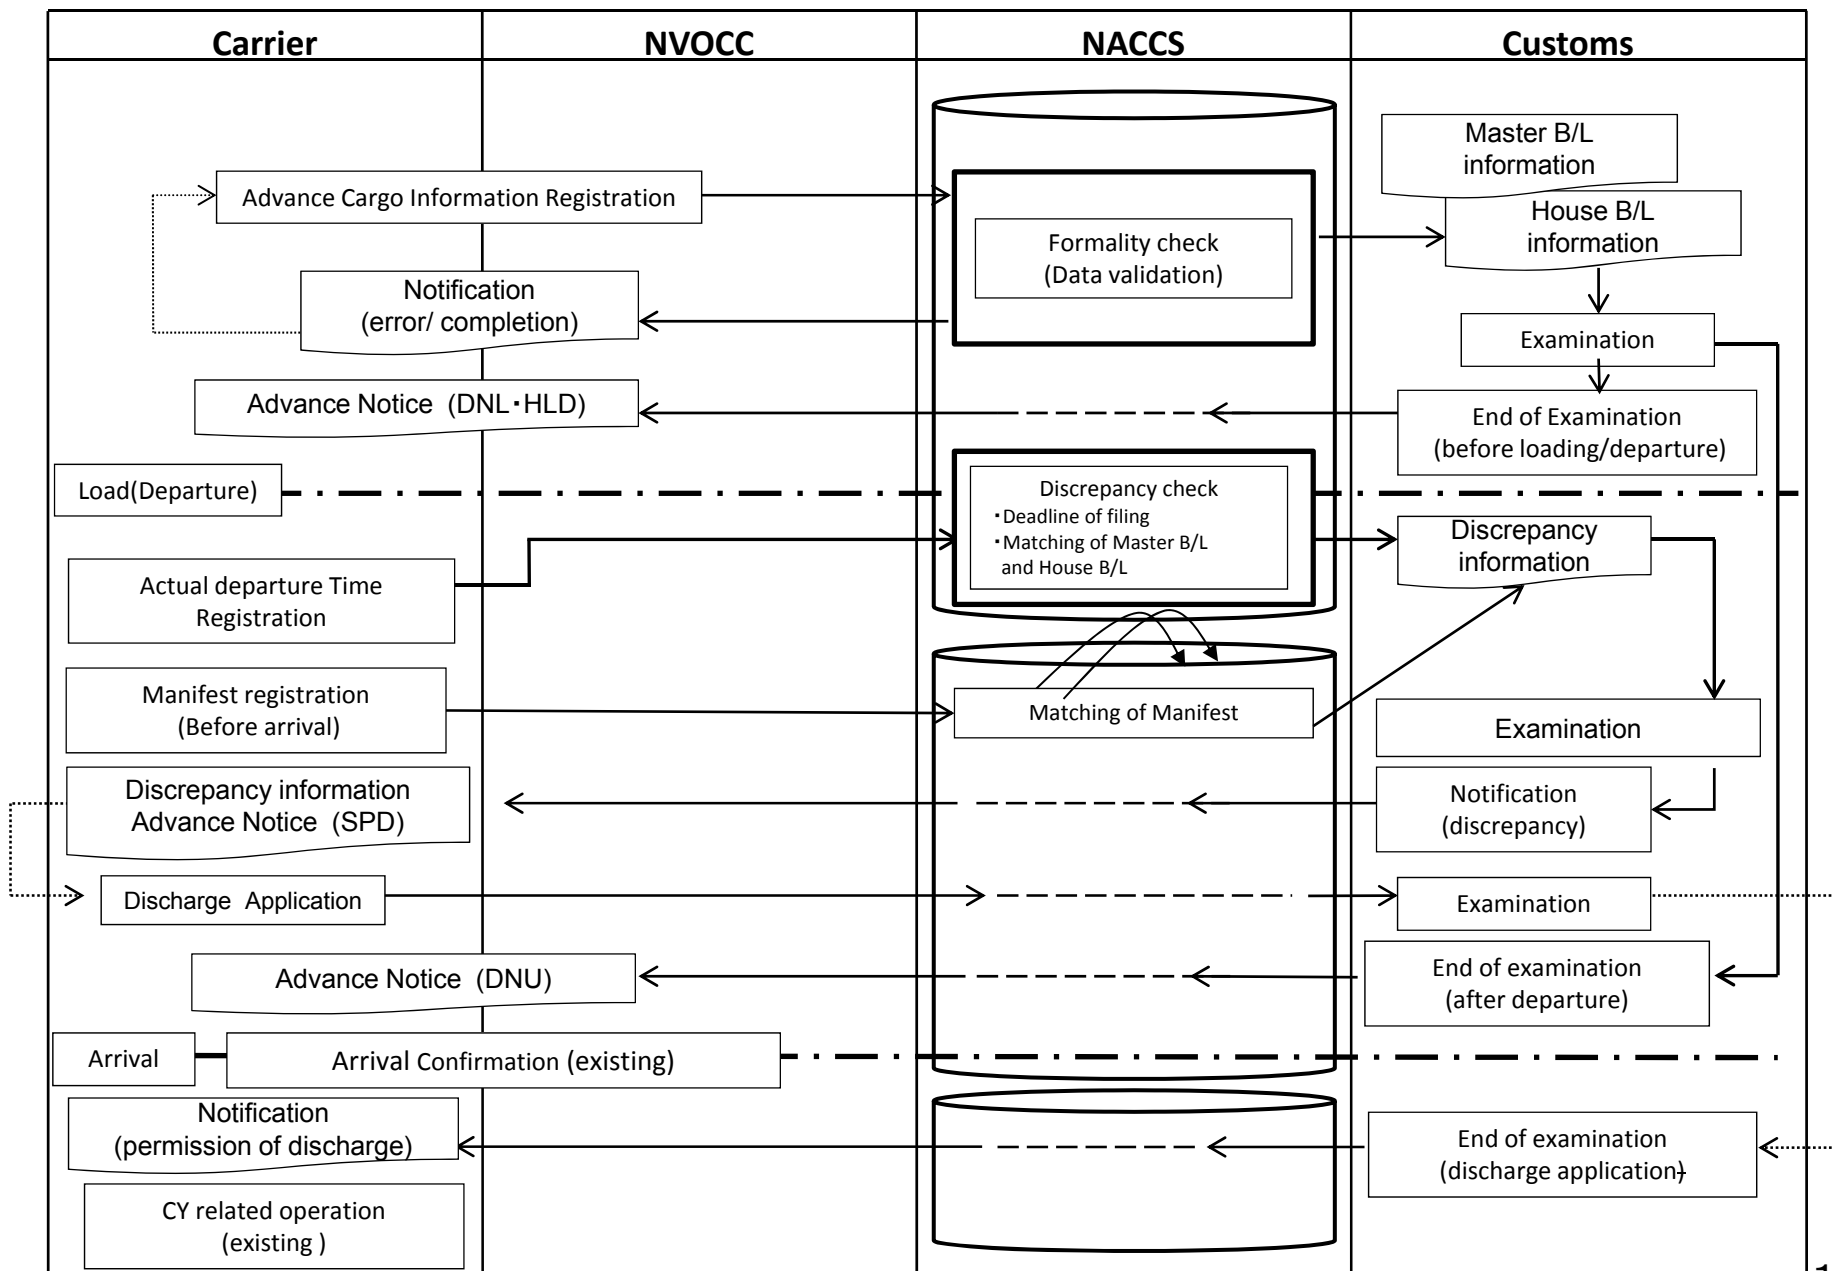 Carrier
NVOCC
NACCS
Customs
Master B/L
information
Advance Cargo Information Registration
House B/L
information
Formality check
(Data validation)
Notification
(error/ completion)
Examination
Advance Notice (DNL・HLD)
End of Examination
(before loading/departure)
Load(Departure)
Discrepancy check
・Deadline of filing
・Matching of Master B/L
and House B/L
Discrepancy
information
Actual departure Time
Registration
Manifest registration
(Before arrival)
Matching of Manifest
Examination
Discrepancy information
Advance Notice (SPD)
Notification
(discrepancy)
Discharge Application
Examination
Advance Notice (DNU)
End of examination
(after departure)
Arrival
Arrival Confirmation (existing)
Notification
(permission of discharge)
End of examination
(discharge application)
CY related operation
(existing )
1